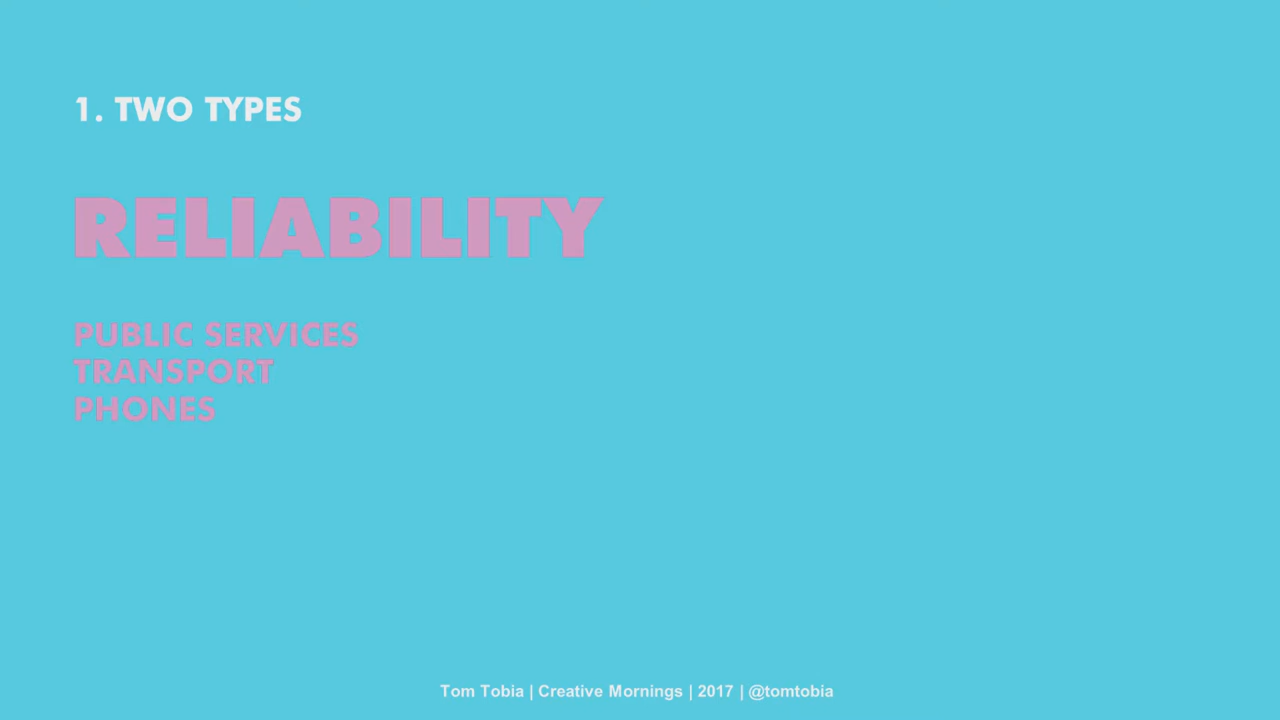 1. TWO TYPES
RELIABILITY
PUBLIC SERVICES
TRANSPORT
PHONES
Tom Tobia | Creative Mornings | 2017 | @tomtobia